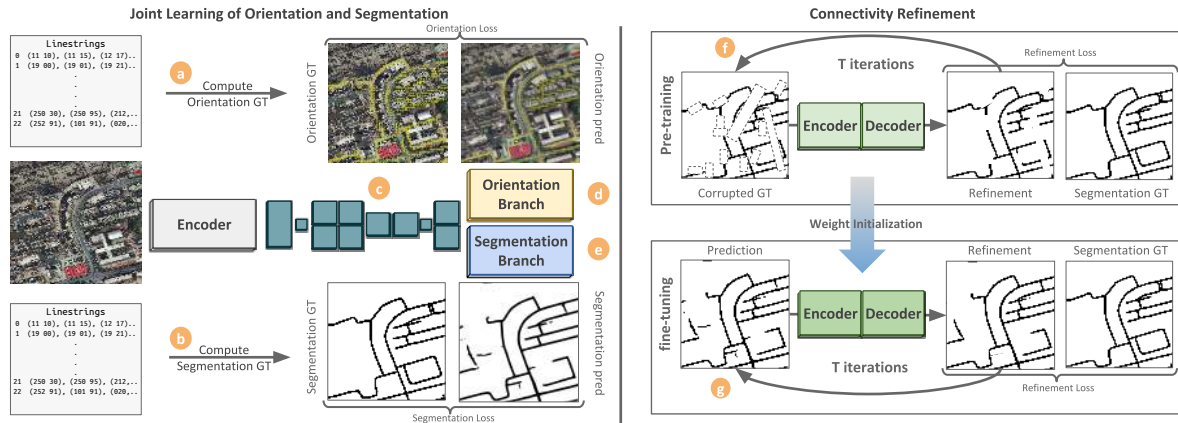 Joint Learning of Orientation and Segmentation
Linestrings
0 (11 10), (11 15), (12 17)..
1 (19 00), (19 01), (19 21)..
.
.
.
.
21 (250 30), (250 95), (212,..
22 (252 91), (101 91), (020,..
a
Compute
Orientation GT
Orientation Loss
Orientation GT
Orientation pred
Encoder
c
Orientation
Branch
d
Segmentation
Branch
e
Linestrings
0 (11 10), (11 15), (12 17)..
1 (19 00), (19 01), (19 21)..
.
.
.
.
21 (250 30), (250 95), (212,..
22 (252 91), (101 91), (020,..
b
Compute
Segmentation GT
Segmentation GT
Segmentation pred
Segmentation Loss
Connectivity Refinement
Pre-training
f
T iterations
Refinement Loss
Encoder
Decoder
Corrupted GT
Refinement
Segmentation GT
Weight Initialization
fine-tuning
Prediction
Refinement
Segmentation GT
Encoder
Decoder
T iterations
g
Refinement Loss